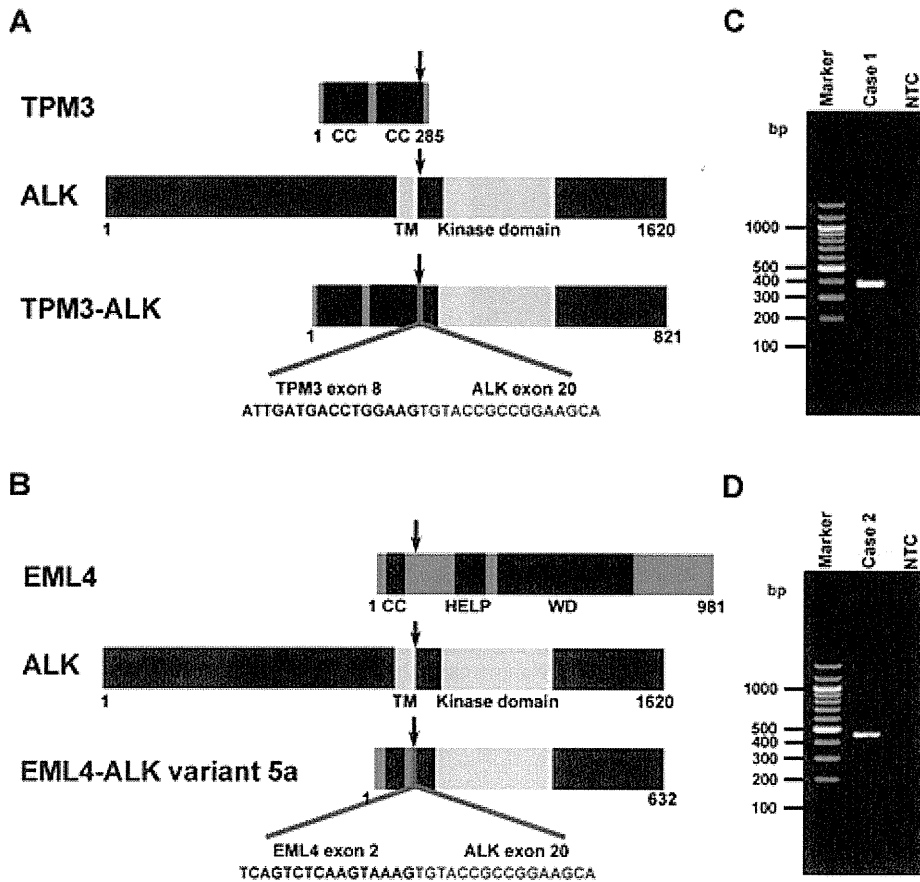 A
TPM3
1 CC CC 285
ALK
1 TM Kinase domain 1620
TPM3-ALK
1 821
TPM3 exon 8 ALK exon 20
ATTGATGACCTGGAAGTGTACCGCCGGAAGCA
C
Marker Case 1 NTC
bp
1000
500
400
300
200
100
B
EML4
1 CC HELP WD 981
ALK
1 TM Kinase domain 1620
EML4-ALK variant 5a
1 632
EML4 exon 2 ALK exon 20
TCAGTCTCAAGTAAAGTGTACCGCCGGAAGCA
D
Marker Case 2 NTC
bp
1000
500
400
300
200
100